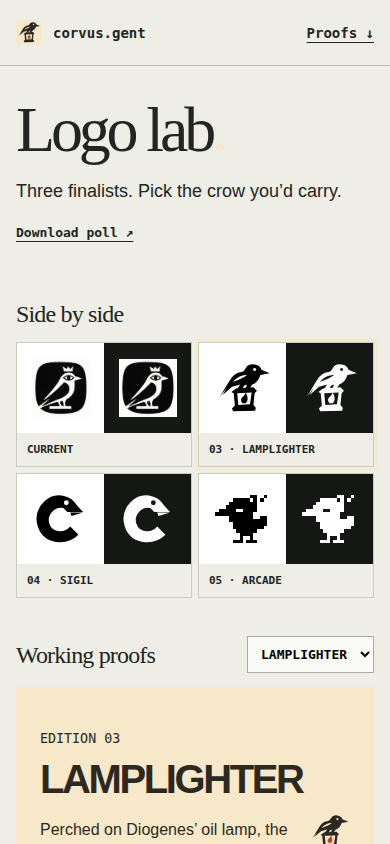 corvus.gent
Proofs ↓
Logo lab.
Three finalists. Pick the crow you’d carry.
Download poll ↗
Side by side
CURRENT
03 · LAMPLIGHTER
04 · SIGIL
05 · ARCADE
Working proofs
LAMPLIGHTER
EDITION 03
LAMPLIGHTER
Perched on Diogenes’ oil lamp, the